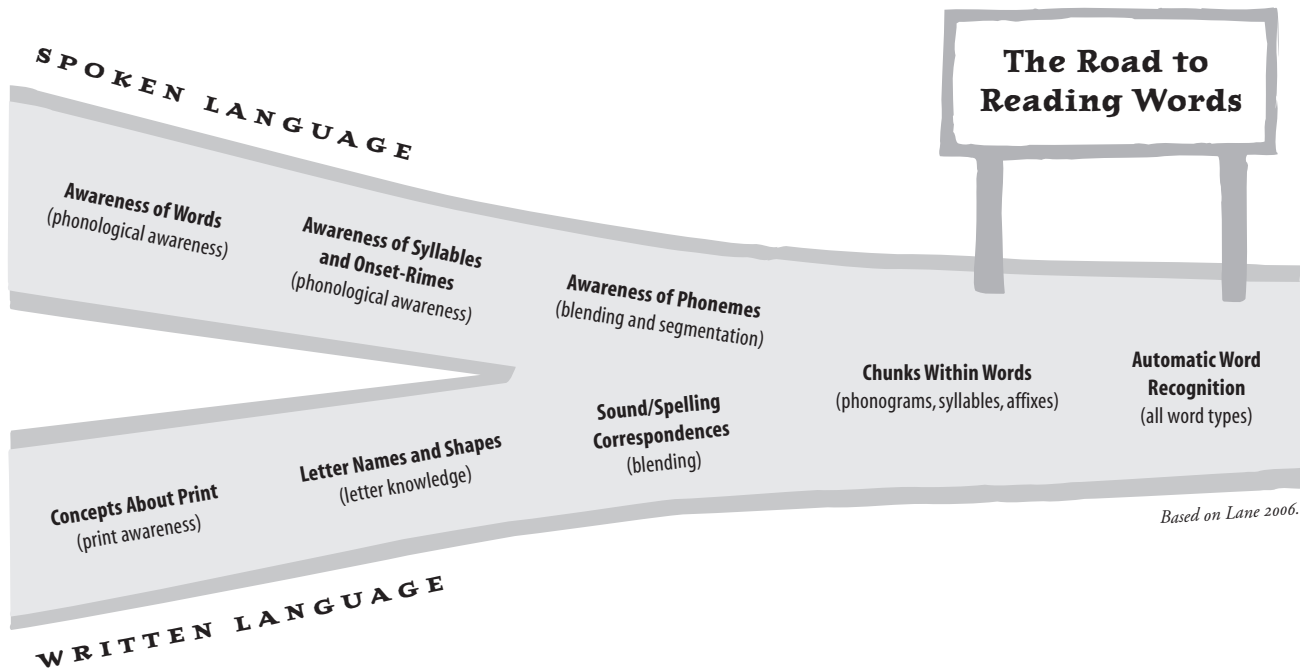 The Road to
Reading Words
SPOKEN LANGUAGE
Awareness of Words
(phonological awareness)
Awareness of Syllables
and Onset-Rimes
(phonological awareness)
Awareness of Phonemes
(blending and segmentation)
Chunks Within Words
(phonograms, syllables, affixes)
Automatic Word
Recognition
(all word types)
Sound/Spelling
Correspondences
(blending)
Letter Names and Shapes
(letter knowledge)
Concepts About Print
(print awareness)
WRITTEN LANGUAGE
Based on Lane 2006.